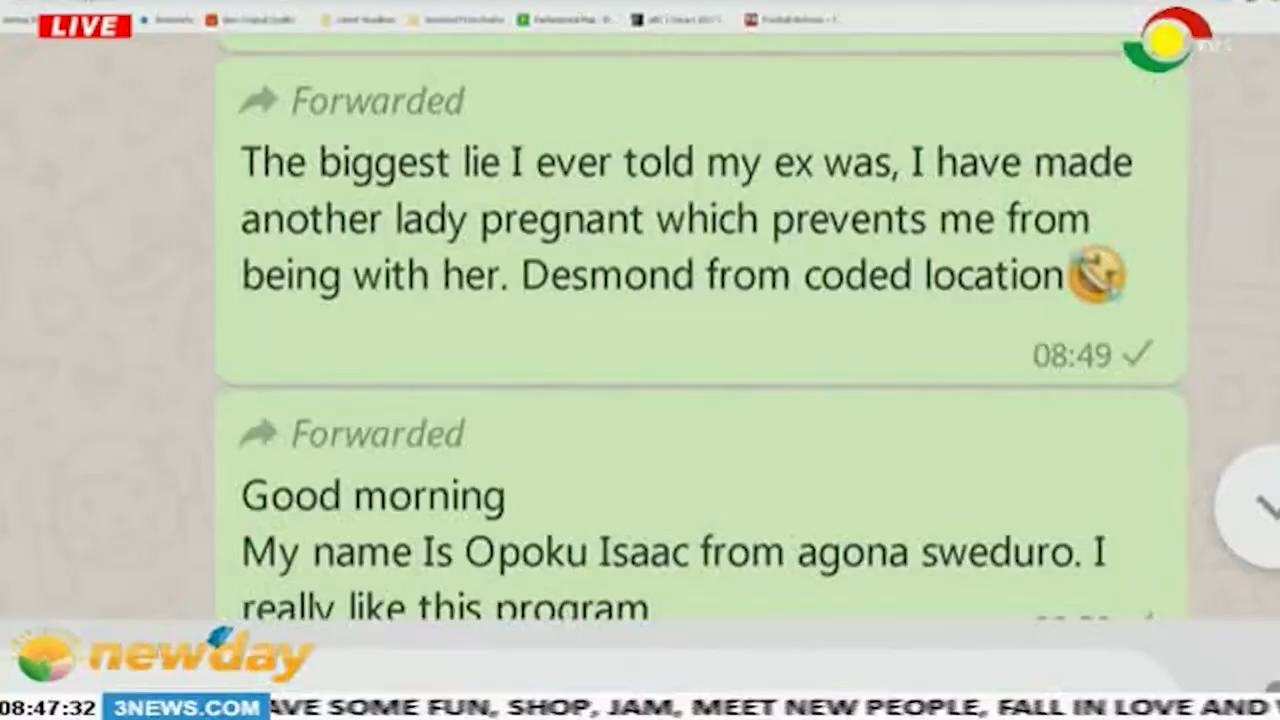 LIVE
Forwarded
The biggest lie I ever told my ex was, I have made
another lady pregnant which prevents me from
being with her. Desmond from coded location🤣
08:49
Forwarded
Good morning
My name Is Opoku Isaac from agona sweduro. I
really like this program
newday
08:47:32 3NEWS.COM AVE SOME FUN, SHOP, JAM, MEET NEW PEOPLE, FALL IN LOVE AND